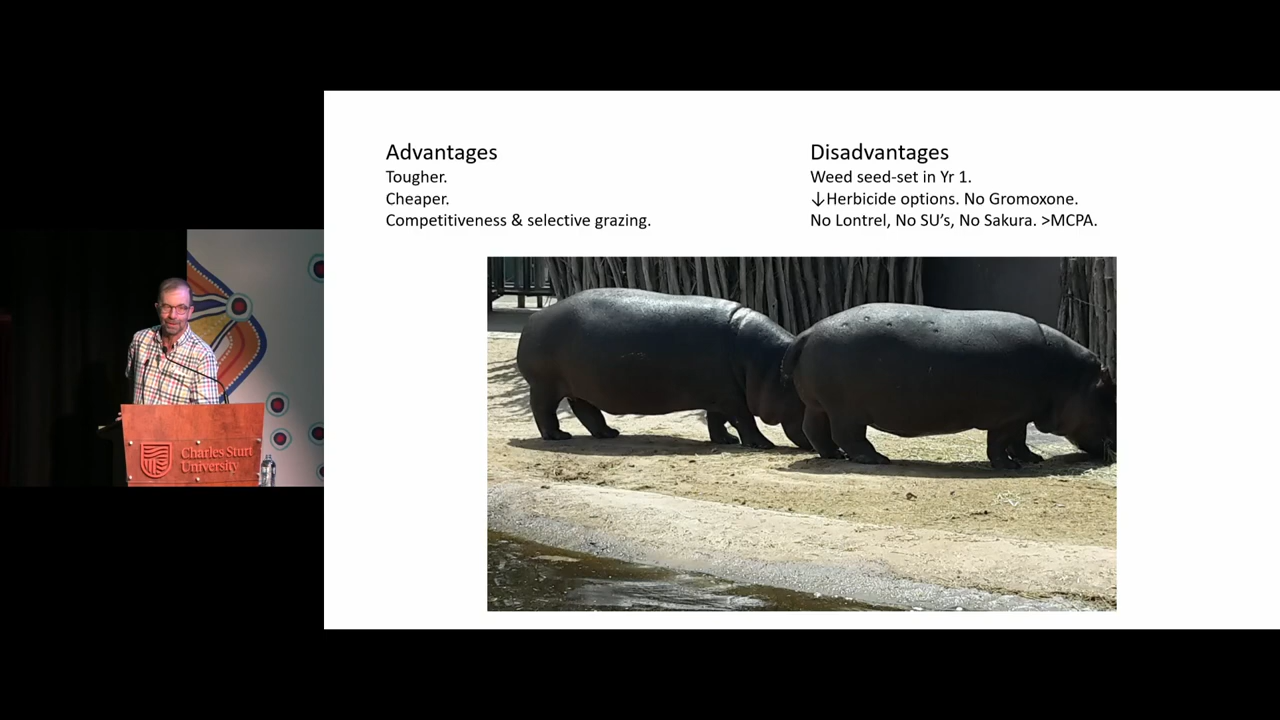 Advantages
Tougher.
Cheaper.
Competitiveness & selective grazing.
Disadvantages
Weed seed-set in Yr 1.
↓Herbicide options. No Gromoxone.
No Lontrel, No SU's, No Sakura. >MCPA.
Charles Sturt
University